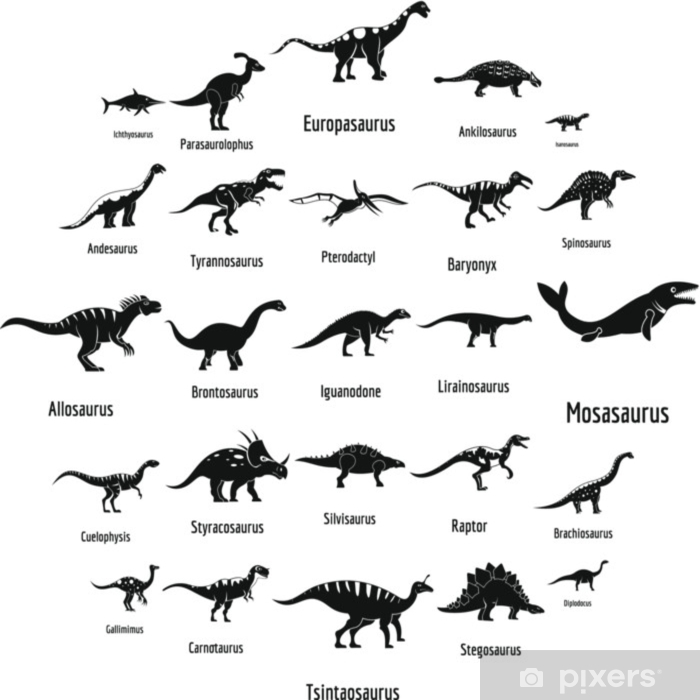 Europasaurus
Ichthyosaurus
Parasaurolophus
Ankilosaurus
Andesaurus
Tyrannosaurus
Pterodactyl
Baryonyx
Spinosaurus
Allosaurus
Brontosaurus
Iguanodone
Lirainosaurus
Mosasaurus
Cuelophysis
Styracosaurus
Silvisaurus
Raptor
Brachiosaurus
Gallimimus
Carnotaurus
Tsintaosaurus
Stegosaurus
Diplodocus
pixers®